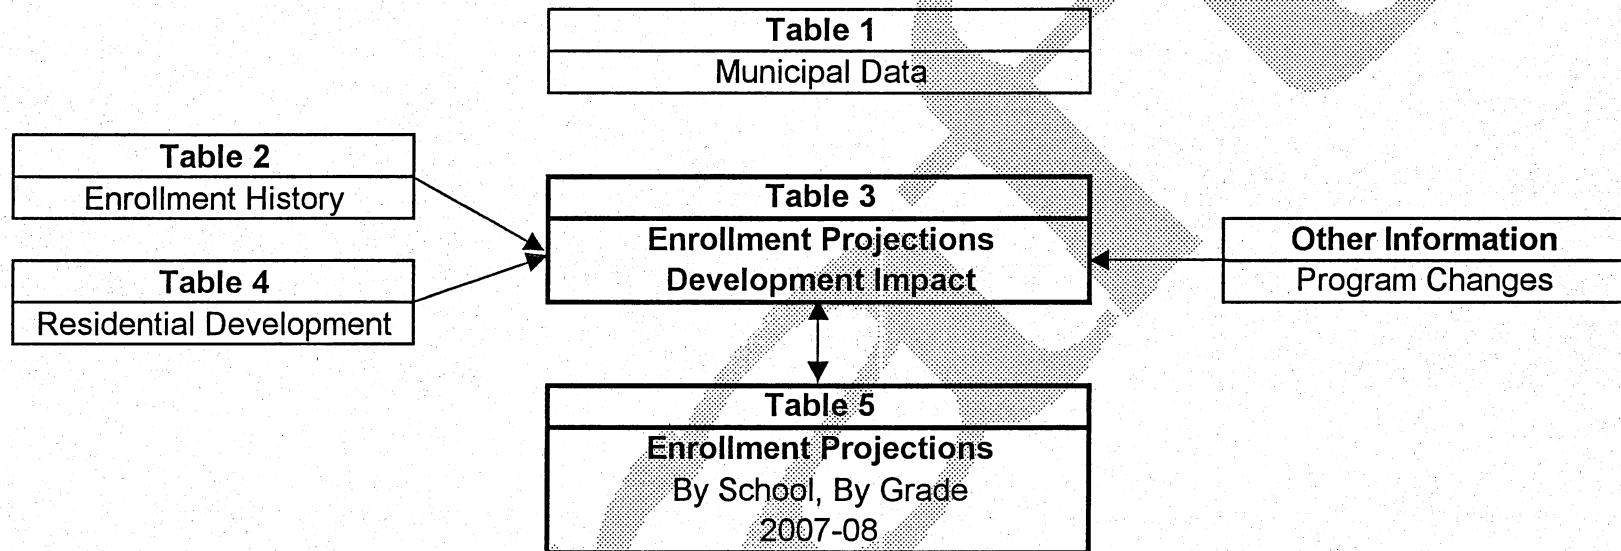 Table 1
Municipal Data
Table 2
Enrollment History
Table 3
Enrollment Projections
Development Impact
Other Information
Program Changes
Table 4
Residential Development
Table 5
Enrollment Projections
By School, By Grade
2007-08